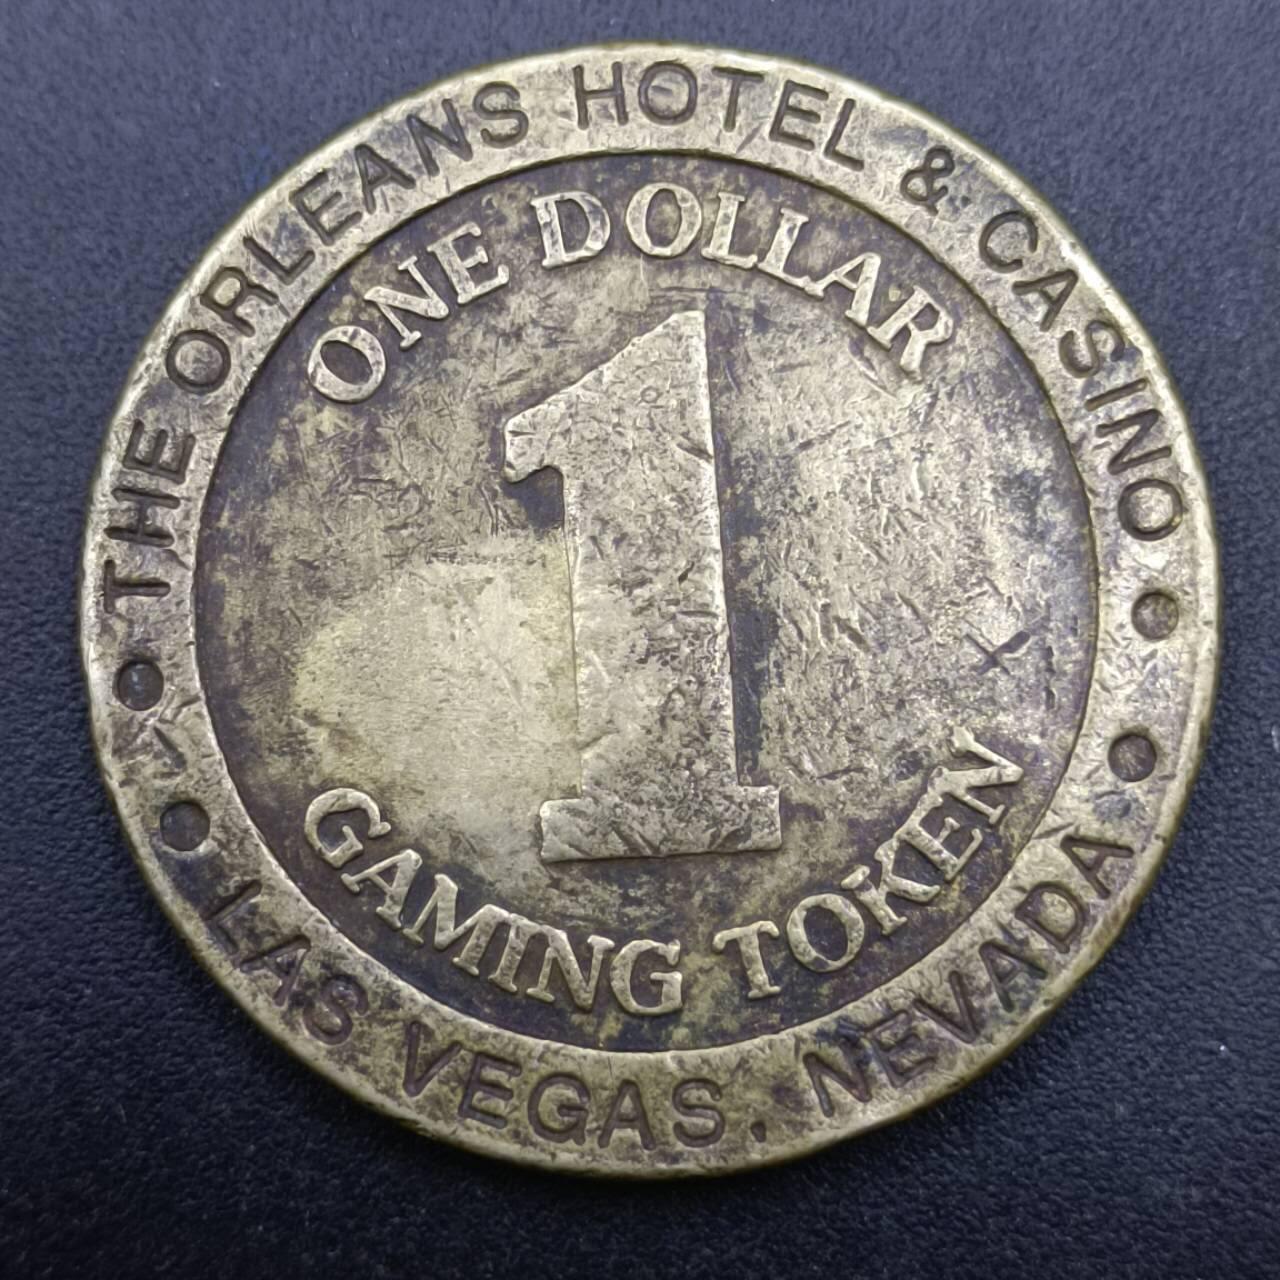 THE ORLEANS HOTEL & CASINO
ONE DOLLAR
1
GAMING TOKEN
LAS VEGAS, NEVADA